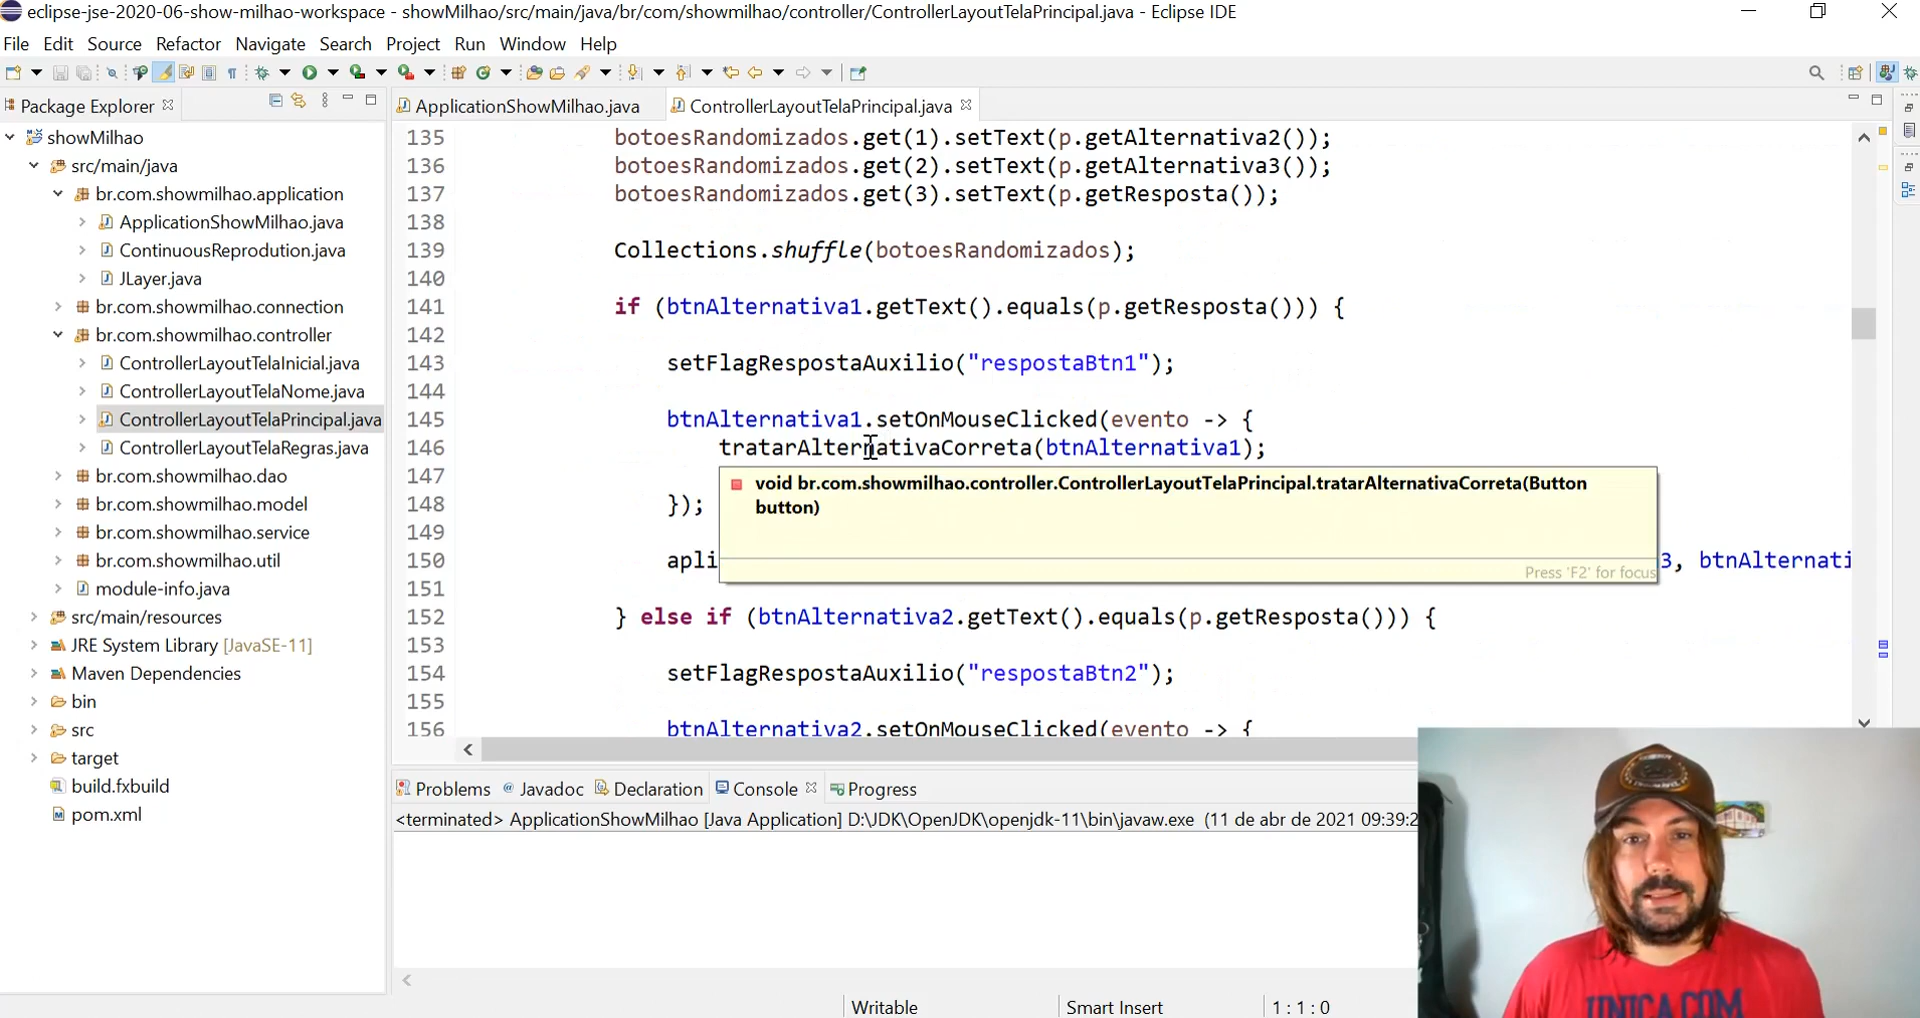 eclipse-jse-2020-06-show-milhao-workspace - showMilhao/src/main/java/br/com/showmilhao/controller/ControllerLayoutTelaPrincipal.java - Eclipse IDE
File Edit Source Refactor Navigate Search Project Run Window Help
Package Explorer
ApplicationShowMilhao.java
ControllerLayoutTelaPrincipal.java
showMilhao
src/main/java
br.com.showmilhao.application
ApplicationShowMilhao.java
ContinuousReprodution.java
JLayer.java
br.com.showmilhao.connection
br.com.showmilhao.controller
ControllerLayoutTelaInicial.java
ControllerLayoutTelaNome.java
ControllerLayoutTelaPrincipal.java
ControllerLayoutTelaRegras.java
br.com.showmilhao.dao
br.com.showmilhao.model
br.com.showmilhao.service
br.com.showmilhao.util
module-info.java
src/main/resources
JRE System Library [JavaSE-11]
Maven Dependencies
bin
src
target
build.fxbuild
pom.xml
135 botoesRandomizados.get(1).setText(p.getAlternativa2());
136 botoesRandomizados.get(2).setText(p.getAlternativa3());
137 botoesRandomizados.get(3).setText(p.getResposta());
138
139 Collections.shuffle(botoesRandomizados);
140
141 if (btnAlternativa1.getText().equals(p.getResposta())) {
142
143 setFlagRespostaAuxilio("respostaBtn1");
144
145 btnAlternativa1.setOnMouseClicked(evento -> {
146 tratarAlternativaCorreta(btnAlternativa1);
147
void br.com.showmilhao.controller.ControllerLayoutTelaPrincipal.tratarAlternativaCorreta(Button
button)
148 });
149
150 apli 3, btnAlternati
Press 'F2' for focus
151
152 } else if (btnAlternativa2.getText().equals(p.getResposta())) {
153
154 setFlagRespostaAuxilio("respostaBtn2");
155
156 btnAlternativa2.setOnMouseClicked(evento -> {
Problems @ Javadoc Declaration Console Progress
<terminated> ApplicationShowMilhao [Java Application] D:\JDK\OpenJDK\openjdk-11\bin\javaw.exe (11 de abr de 2021 09:39:2
Writable Smart Insert 1 : 1 : 0
UNICA.COM